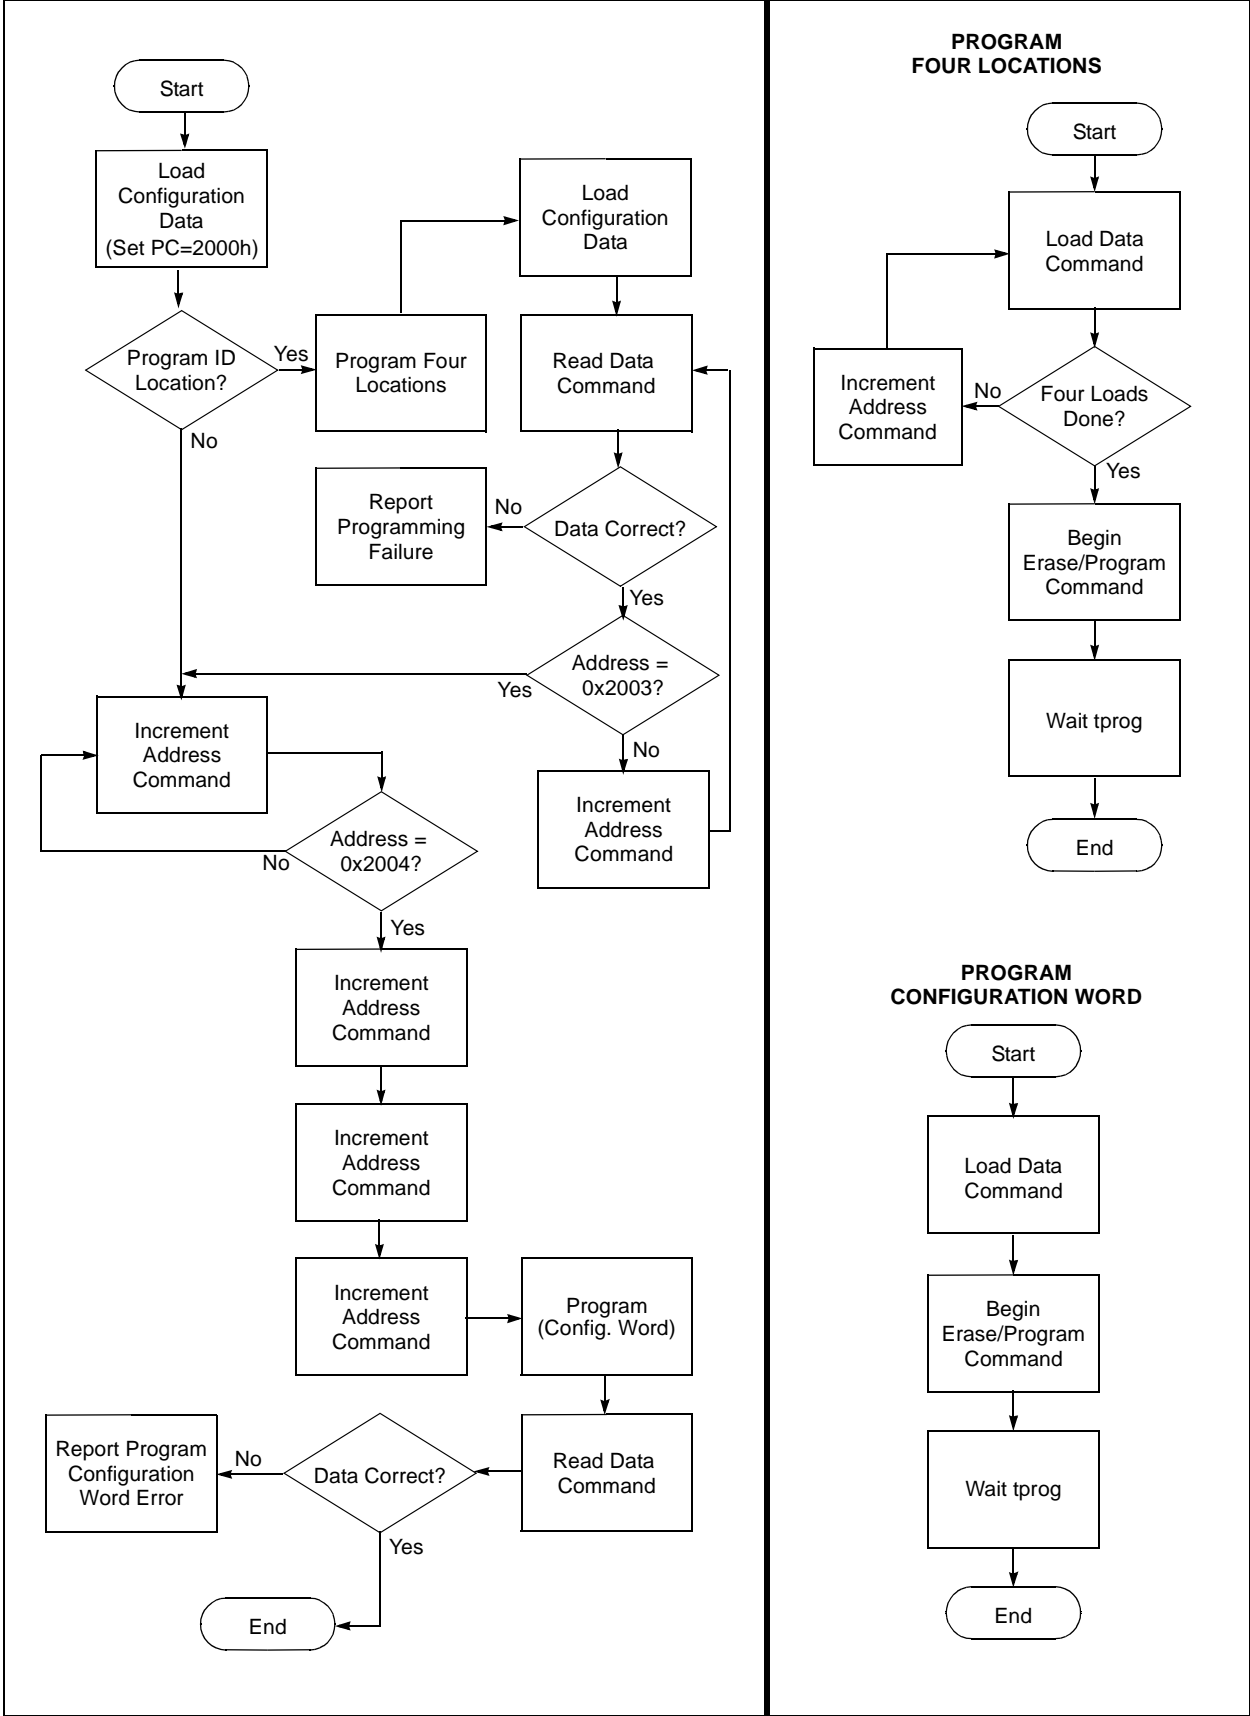 Start
Load
Configuration
Data
(Set PC=2000h)
Program ID
Location?
Yes
No
Program Four
Locations
Load
Configuration
Data
Read Data
Command
Data Correct?
No
Report
Programming
Failure
Yes
Address =
0x2003?
Yes
No
Increment
Address
Command
Increment
Address
Command
Address =
0x2004?
No
Yes
Increment
Address
Command
Increment
Address
Command
Increment
Address
Command
Program
(Config. Word)
Read Data
Command
Data Correct?
No
Report Program
Configuration
Word Error
Yes
End
PROGRAM
FOUR LOCATIONS
Start
Load Data
Command
Four Loads
Done?
No
Increment
Address
Command
Yes
Begin
Erase/Program
Command
Wait tprog
End
PROGRAM
CONFIGURATION WORD
Start
Load Data
Command
Begin
Erase/Program
Command
Wait tprog
End